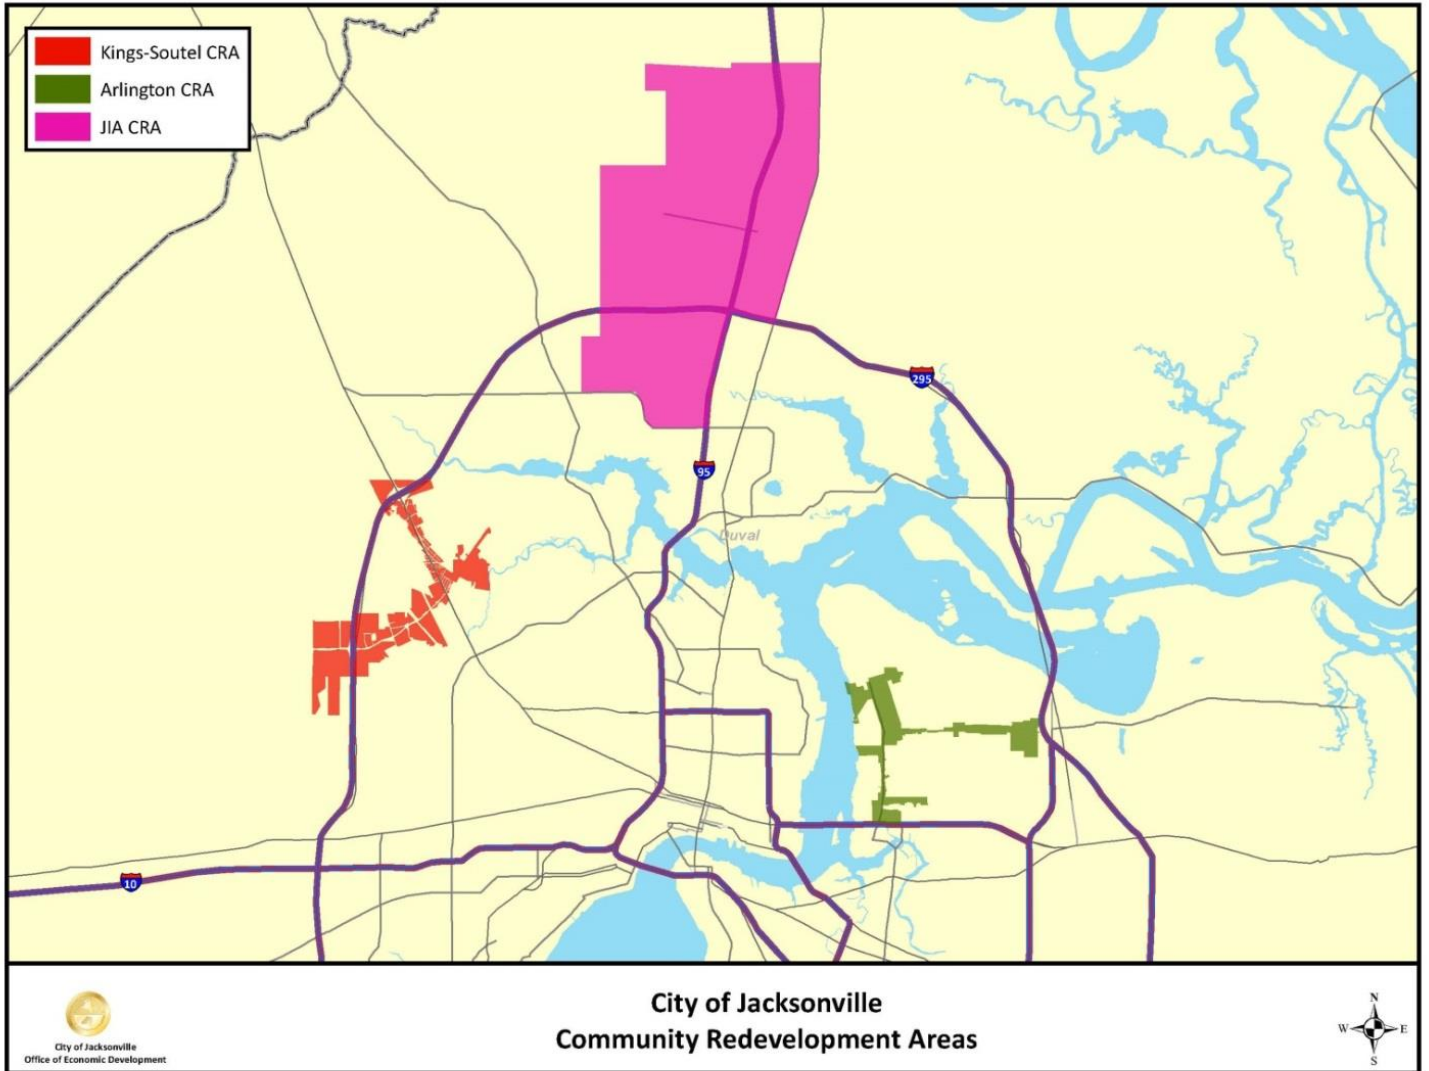 Kings-Soutel CRA
Arlington CRA
JIA CRA
295
95
Duval
10
City of Jacksonville
Community Redevelopment Areas
City of Jacksonville
Office of Economic Development
N
W E
S